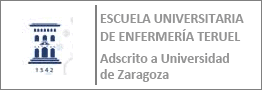 ESCUELA UNIVERSITARIA
DE ENFERMERÍA TERUEL
Adscrito a Universidad
de Zaragoza
1542